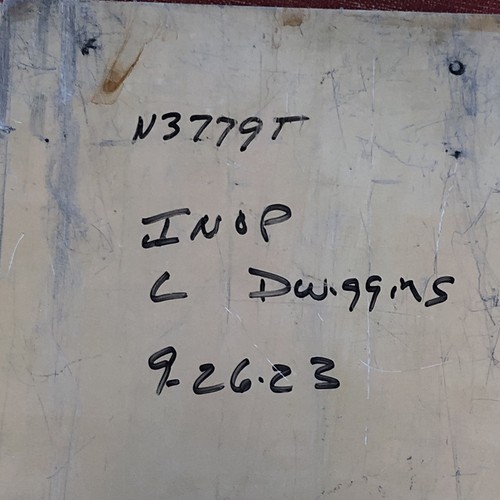 N3779T
INOP
C Dwiggins
9-26-23